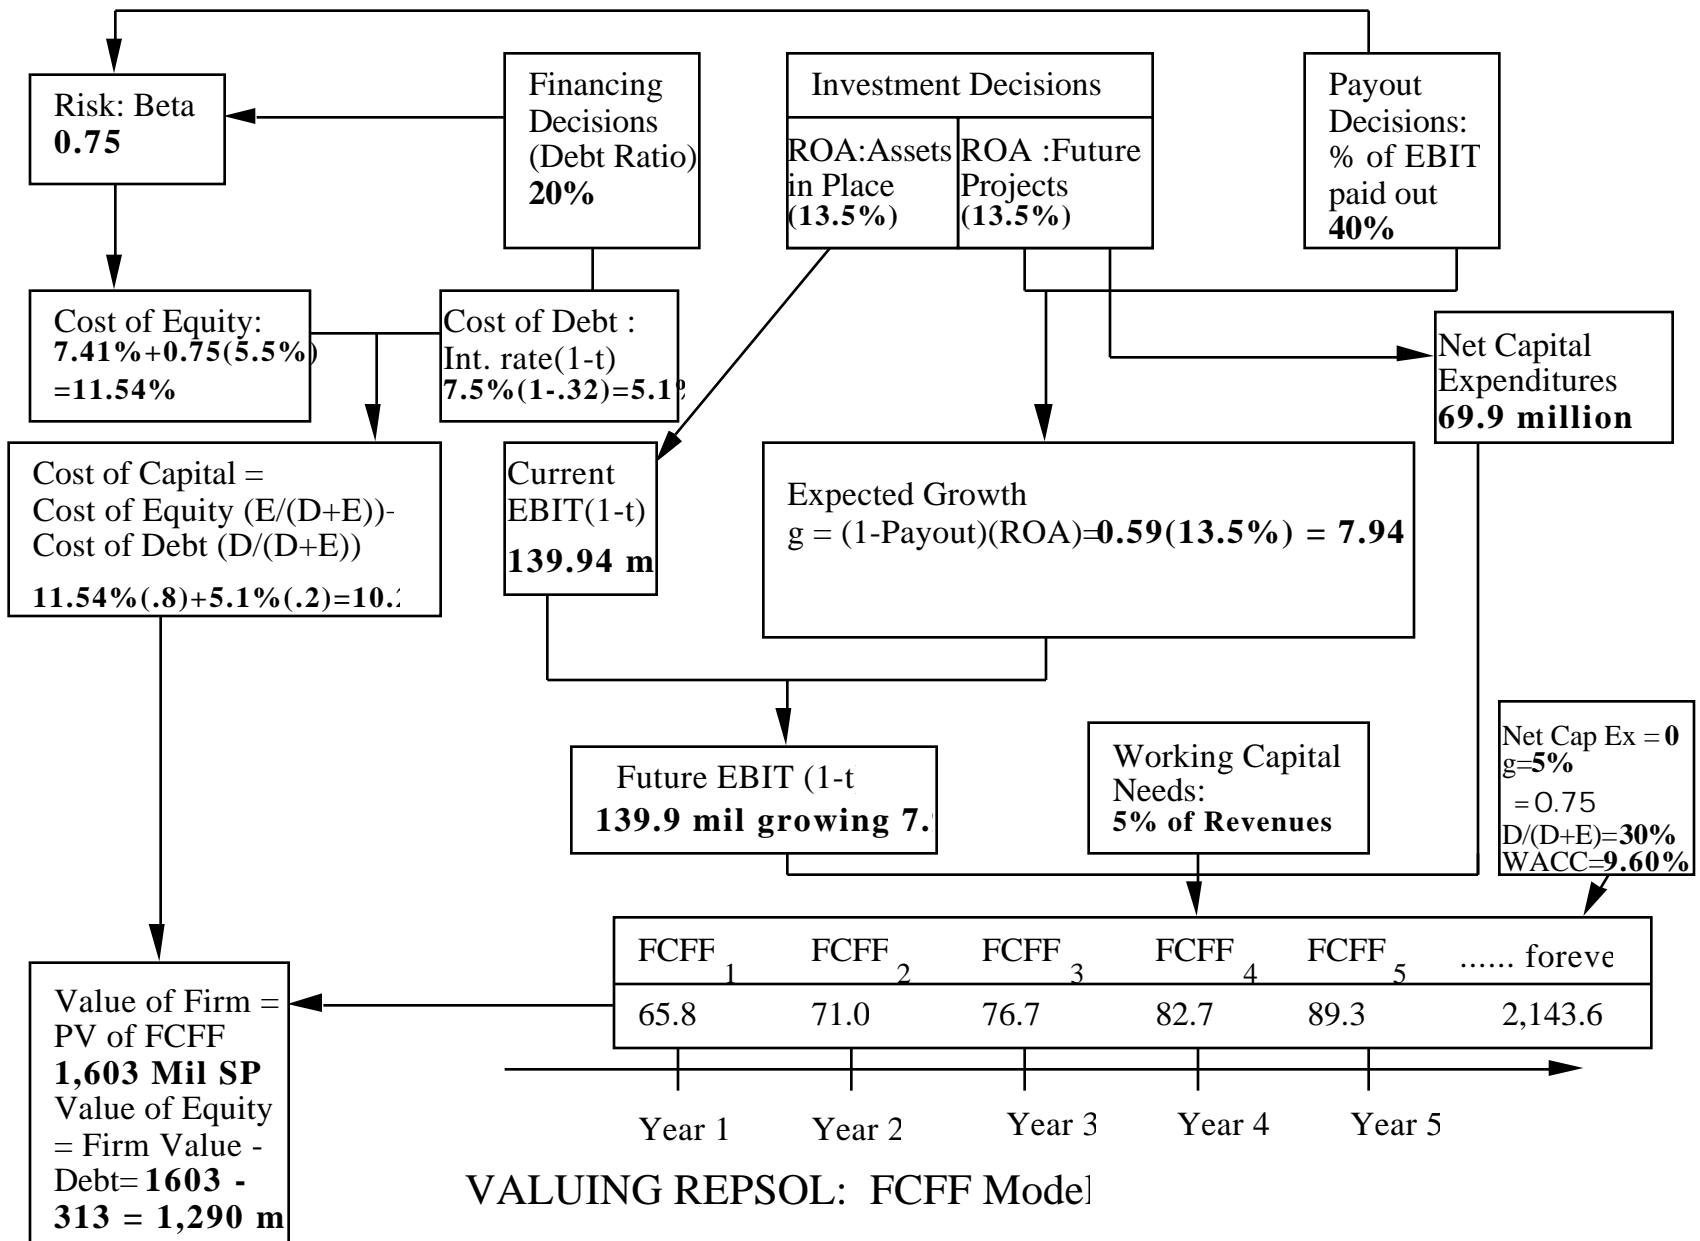 Risk: Beta
0.75
Financing
Decisions
(Debt Ratio)
20%
Investment Decisions
ROA:Assets
in Place
(13.5%)
ROA :Future
Projects
(13.5%)
Payout
Decisions:
% of EBIT
paid out
40%
Cost of Equity:
7.41%+0.75(5.5%)
=11.54%
Cost of Debt :
Int. rate(1-t)
7.5%(1-.32)=5.1%
Net Capital
Expenditures
69.9 million
Cost of Capital =
Cost of Equity (E/(D+E))-
Cost of Debt (D/(D+E))
11.54%(.8)+5.1%(.2)=10.2
Current
EBIT(1-t)
139.94 m
Expected Growth
g = (1-Payout)(ROA)=0.59(13.5%) = 7.94
Future EBIT (1-t
139.9 mil growing 7.
Working Capital
Needs:
5% of Revenues
Net Cap Ex = 0
g=5%
=0.75
D/(D+E)=30%
WACC=9.60%
FCFF 1 FCFF 2 FCFF 3 FCFF 4 FCFF 5 ...... foreve
65.8 71.0 76.7 82.7 89.3 2,143.6
Year 1 Year 2 Year 3 Year 4 Year 5
Value of Firm =
PV of FCFF
1,603 Mil SP
Value of Equity
= Firm Value -
Debt= 1603 -
313 = 1,290 m
VALUING REPSOL: FCFF Model